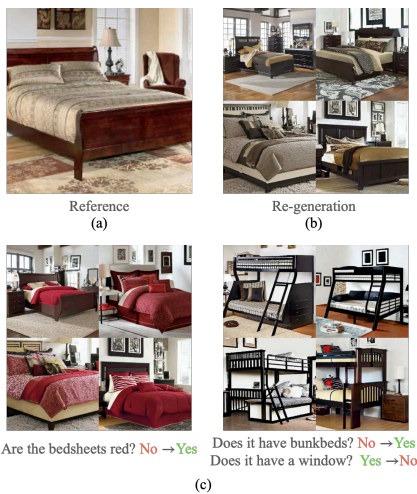 Reference
Re-generation
(a)
(b)
Are the bedsheets red? No →Yes
Does it have bunkbeds? No →Yes
Does it have a window? Yes →No
(c)